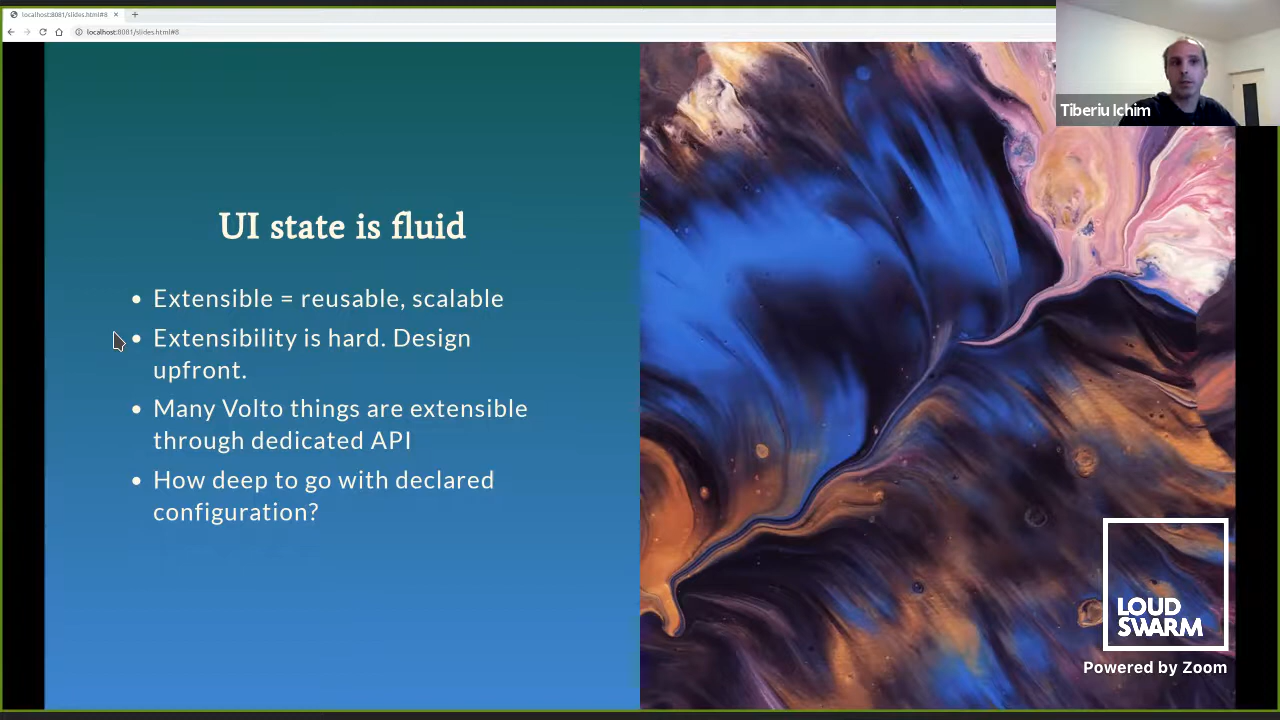 localhost:8081/slides.html#8
localhost:8081/slides.html#8
Tiberiu Ichim
UI state is fluid
Extensible = reusable, scalable
Extensibility is hard. Design
upfront.
Many Volto things are extensible
through dedicated API
How deep to go with declared
configuration?
LOUD
SWARM
Powered by Zoom